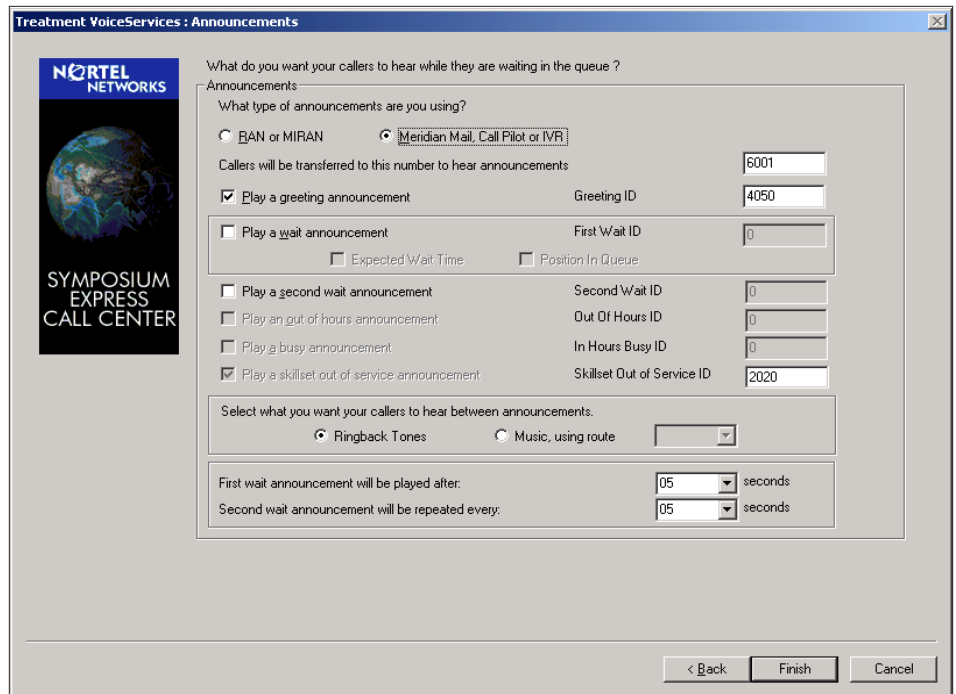 Treatment VoiceServices : Announcements
NORTEL
NETWORKS
SYMPOSIUM
EXPRESS
CALL CENTER
What do you want your callers to hear while they are waiting in the queue ?
Announcements
What type of announcements are you using?
RAN or MIRAN Meridian Mail, Call Pilot or IVR
Callers will be transferred to this number to hear announcements 6001
Play a greeting announcement Greeting ID 4050
Play a wait announcement First Wait ID 0
Expected Wait Time Position In Queue
Play a second wait announcement Second Wait ID 0
Play an out of hours announcement Out Of Hours ID 0
Play a busy announcement In Hours Busy ID 0
Play a skillset out of service announcement Skillset Out of Service ID 2020
Select what you want your callers to hear between announcements.
Ringback Tones Music, using route
First wait announcement will be played after: 05 seconds
Second wait announcement will be repeated every: 05 seconds
< Back Finish Cancel